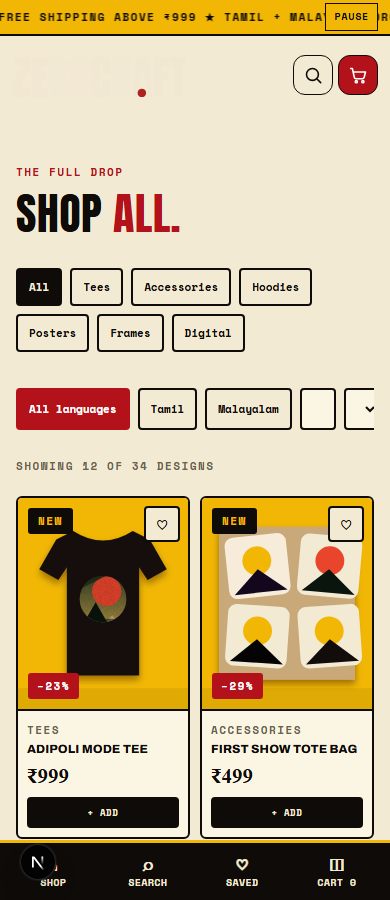 FREE SHIPPING ABOVE ₹999 ★ TAMIL + MALA
PAUSE
THE FULL DROP
SHOP ALL.
All
Tees
Accessories
Hoodies
Posters
Frames
Digital
All languages
Tamil
Malayalam
SHOWING 12 OF 34 DESIGNS
NEW
NEW
-23%
-29%
TEES
ACCESSORIES
ADIPOLI MODE TEE
FIRST SHOW TOTE BAG
₹999
₹499
+ ADD
+ ADD
N
SHOP
SEARCH
SAVED
CART 0